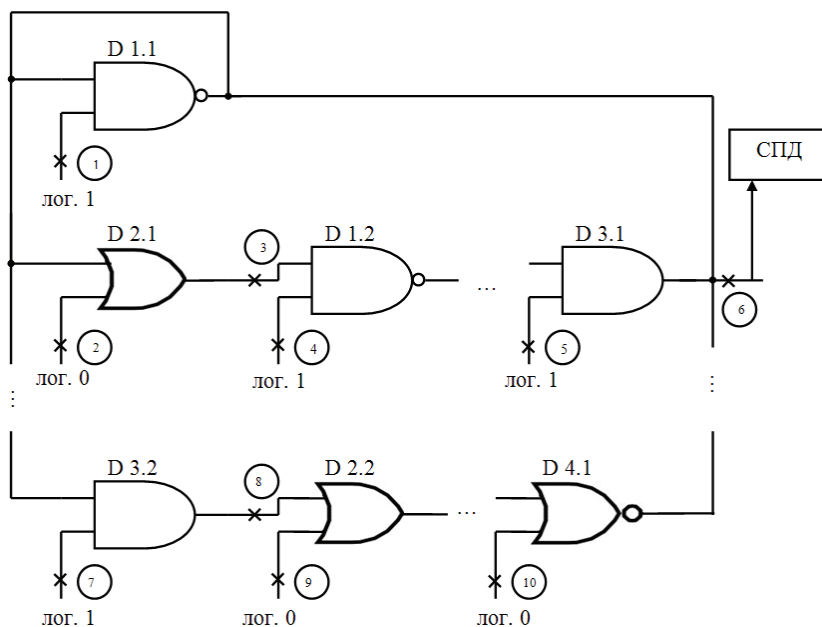 D 1.1
СПД
1
лог. 1
D 2.1
3
D 1.2
D 3.1
...
6
2
4
5
лог. 0
лог. 1
лог. 1
...
...
D 3.2
8
D 2.2
D 4.1
...
7
9
10
лог. 1
лог. 0
лог. 0